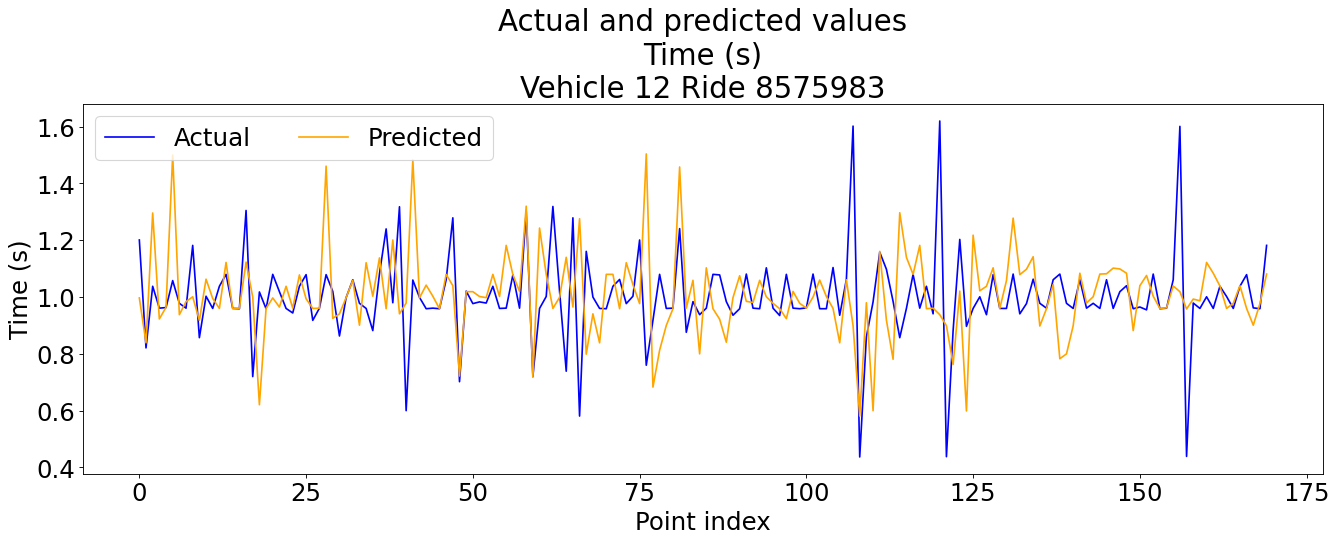 Actual and predicted values
Time (s)
Vehicle 12 Ride 8575983
Actual
Predicted
Time (s)
1.6
1.4
1.2
1.0
0.8
0.6
0.4
0
25
50
75
100
125
150
175
Point index